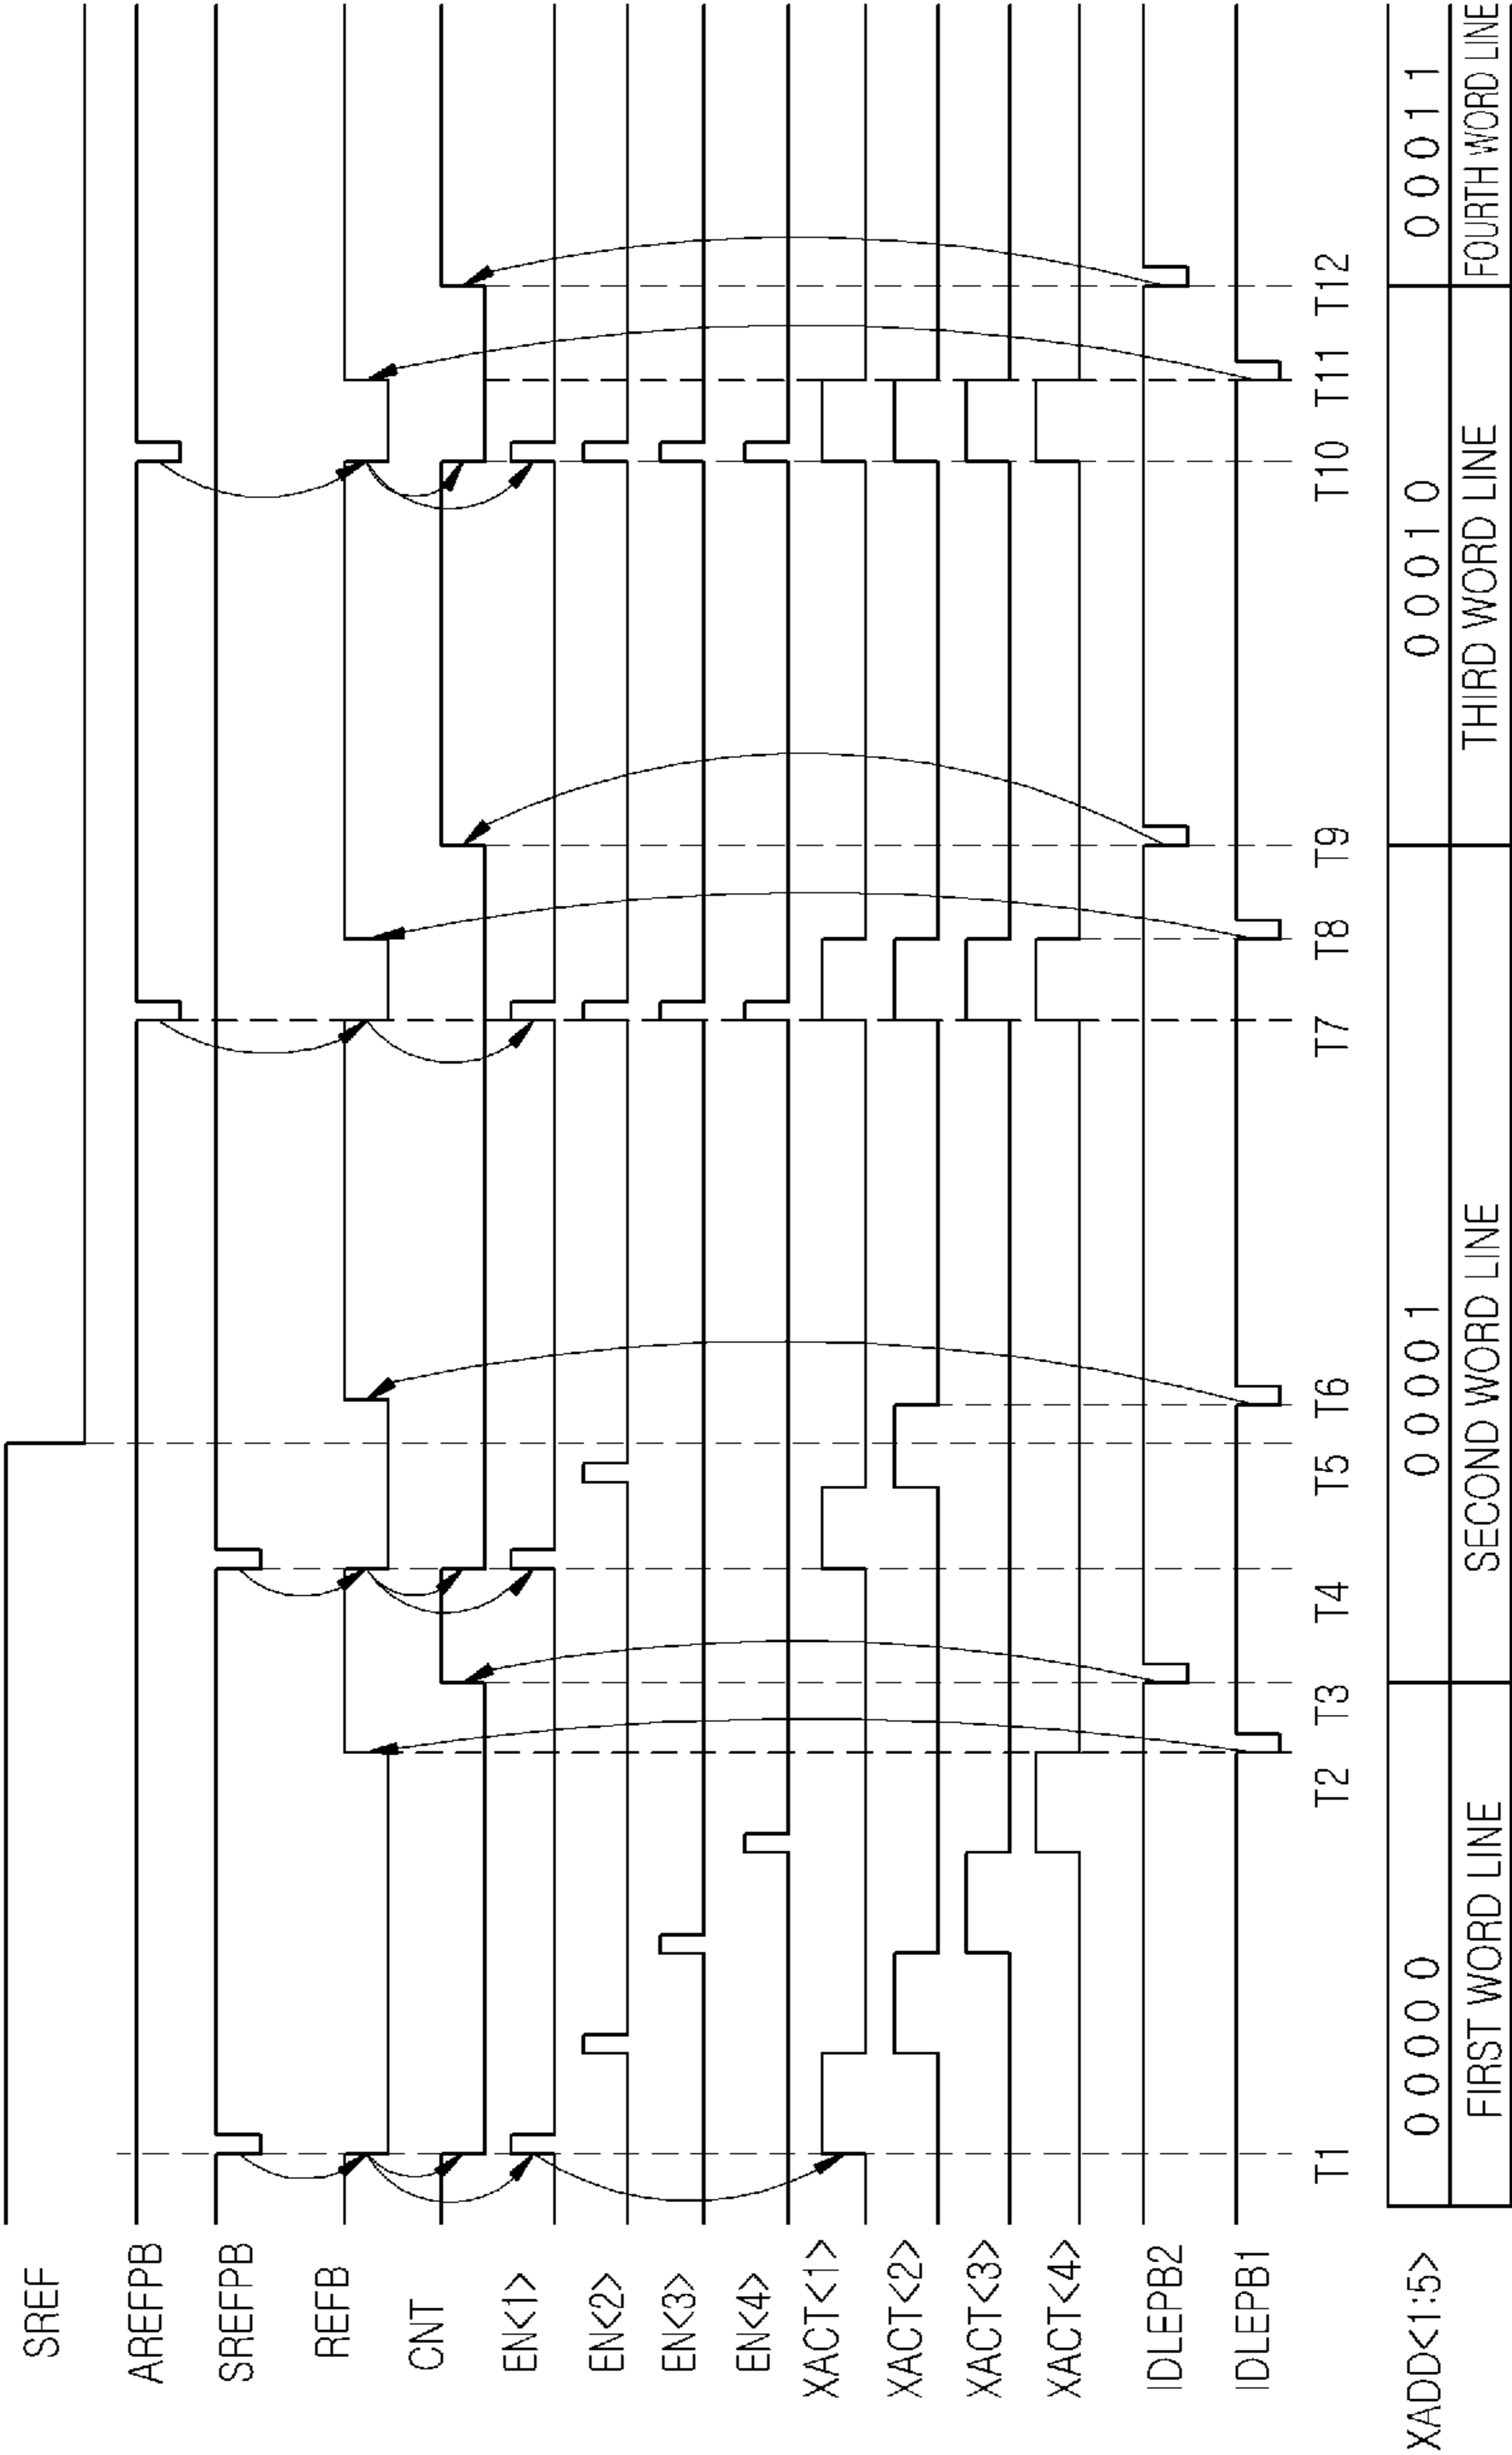 SREF
AREFPB
SREFPB
REFB
CNT
EN<1>
EN<2>
EN<3>
EN<4>
XACT<1>
XACT<2>
XACT<3>
XACT<4>
IDLEPB2
IDLEPB1
T1 T2 T3 T4 T5 T6 T7 T8 T9 T10 T11 T12
XADD<1:5> 0 0 0 0 0 0 0 0 0 1 0 0 0 1 0 0 0 0 1 1
FIRST WORD LINE SECOND WORD LINE THIRD WORD LINE FOURTH WORD LINE